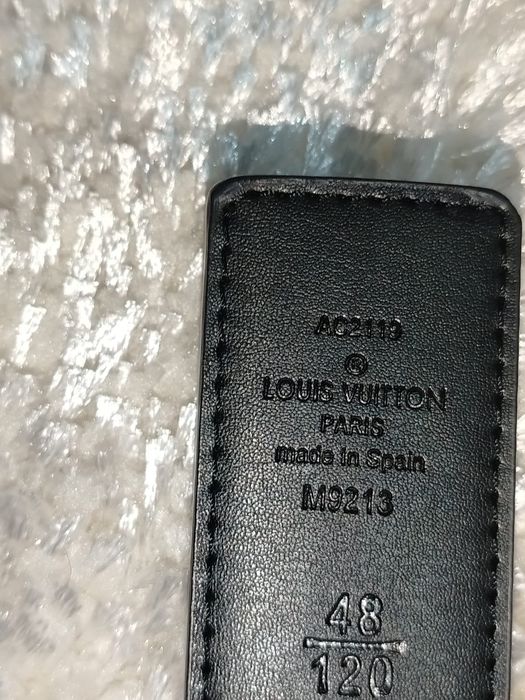 AC2119
®
LOUIS VUITTON
PARIS
made in Spain
M9213
48
120